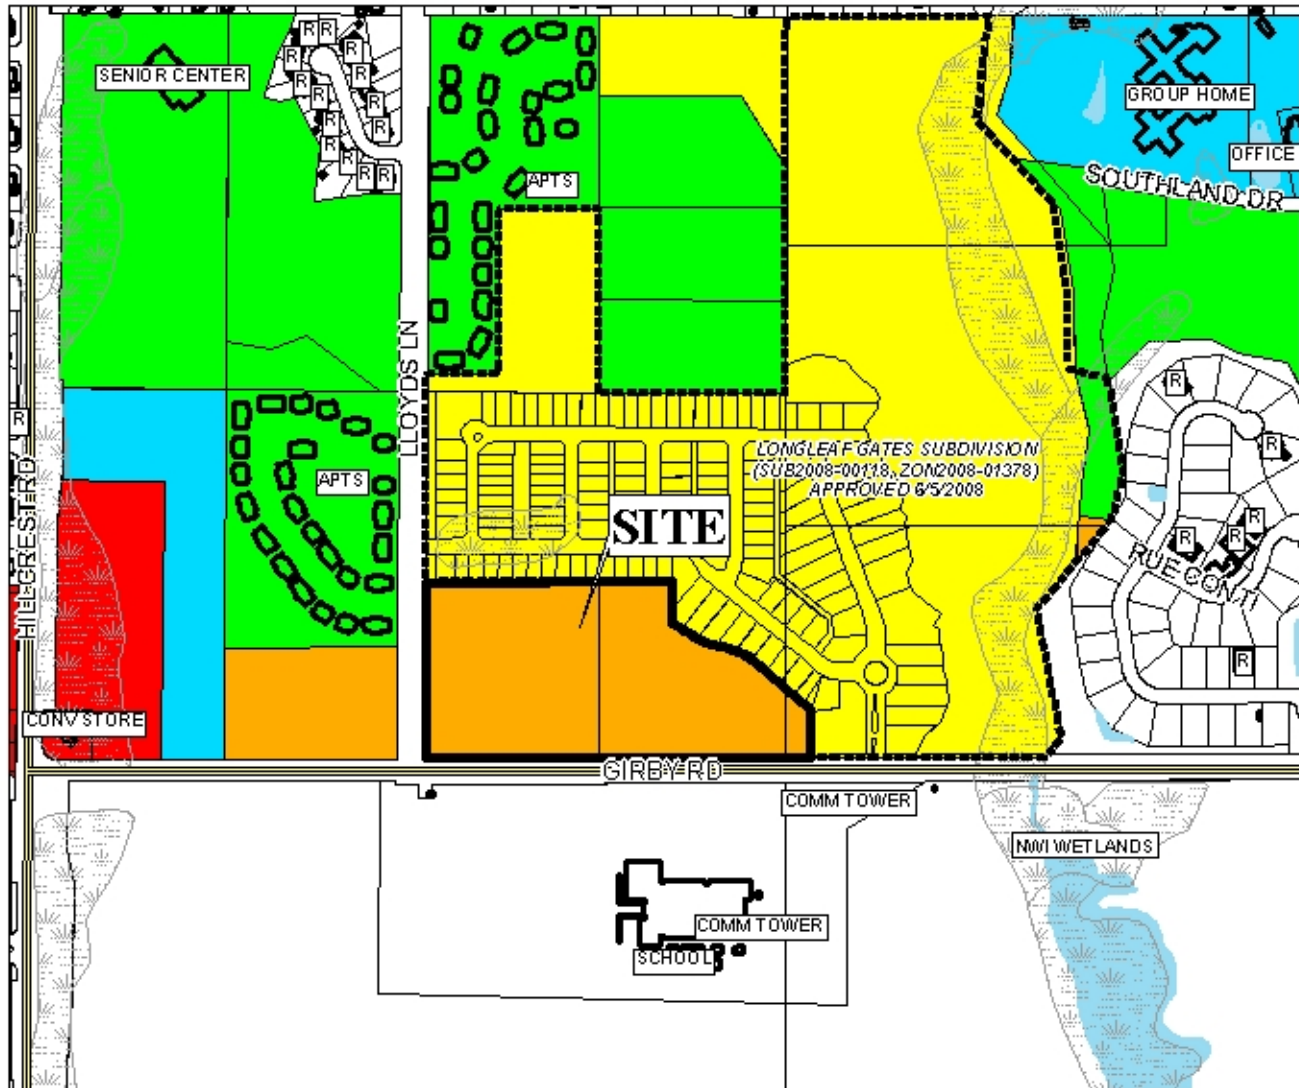 R
R
R
R
R
R
R
R
R
R
R
R
R
R
SENIOR CENTER
GROUP HOME
OFFICE
SOUTHLAND DR
APTS
LLOYDS LN
R
R
R
LONGLEAF GATES SUBDIVISION
(SUB2008-00118, ZON2008-01378)
APPROVED 6/5/2008
APTS
HILLCREST RD
SITE
R
R
R
RUE CONTI
R
CONV STORE
GIRBY RD
COMM TOWER
NWI WETLANDS
COMM TOWER
SCHOOL